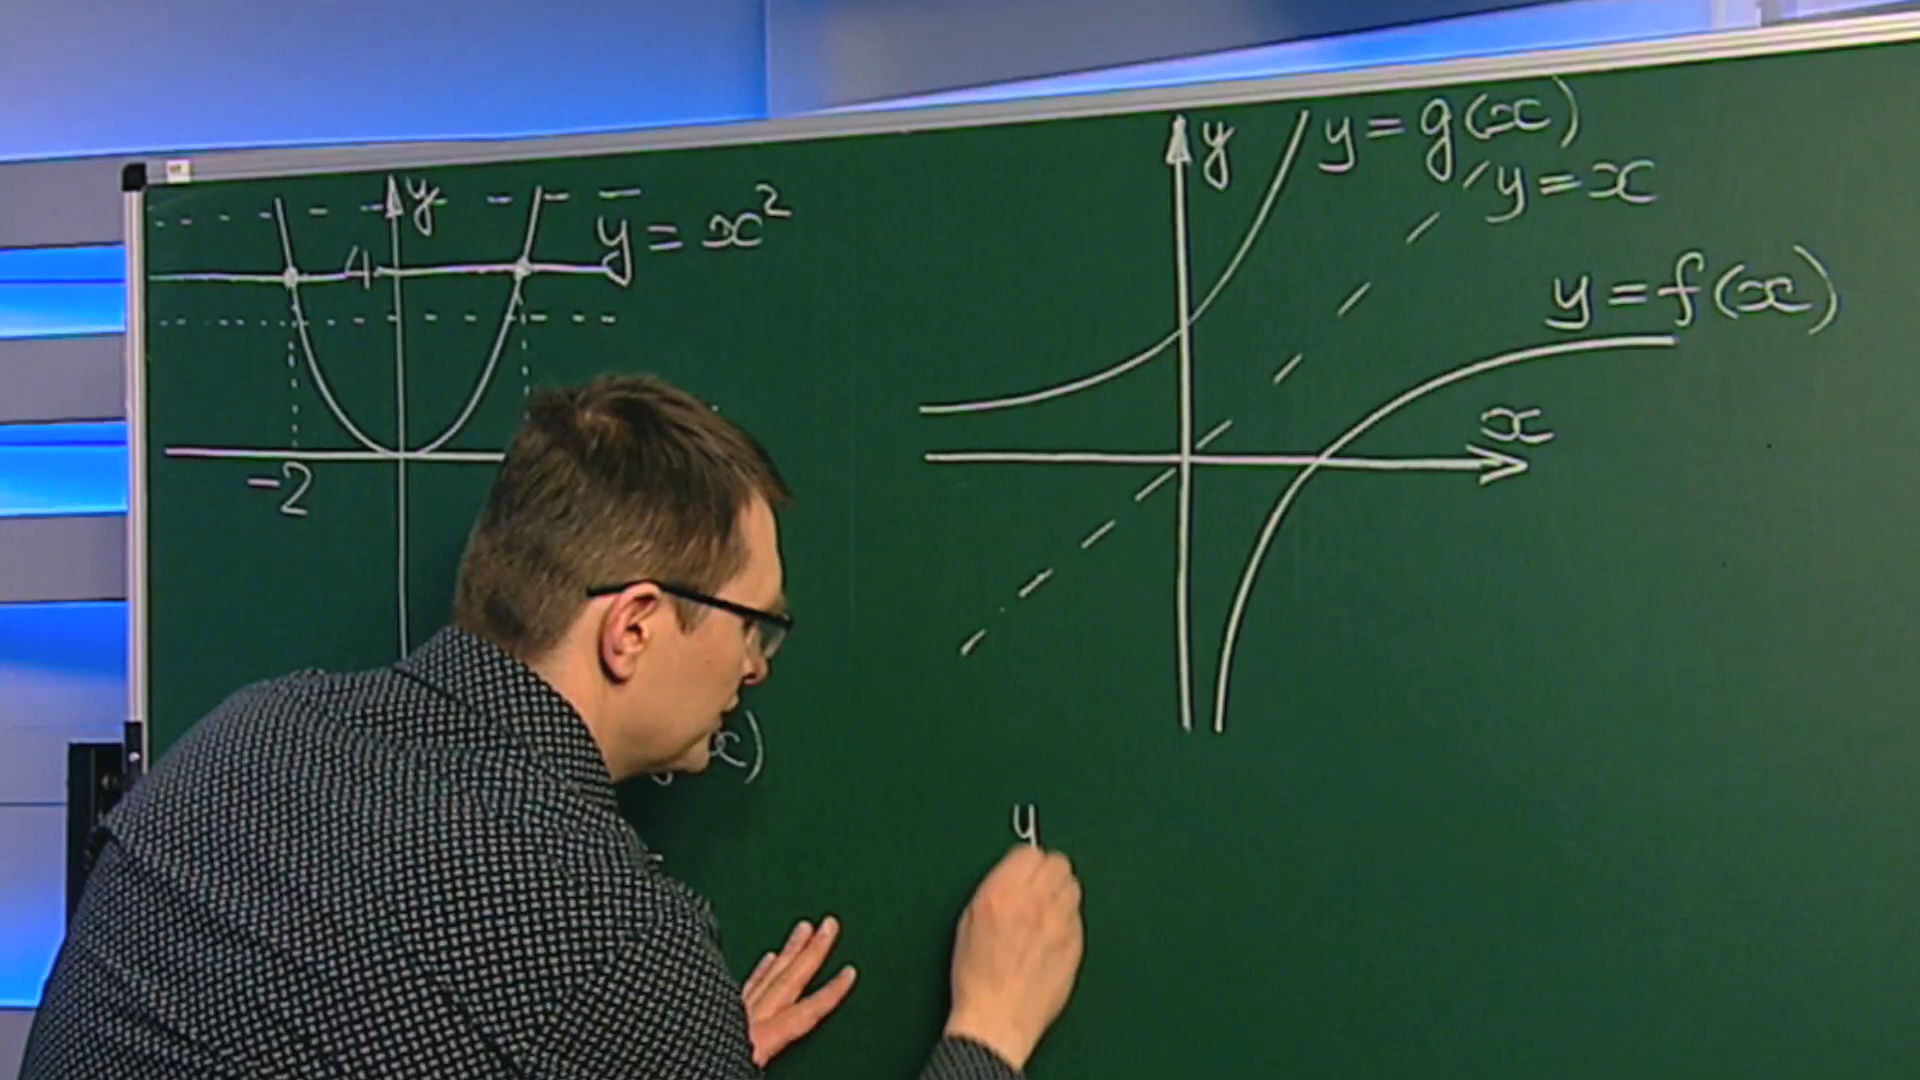 y
y = x²
4
-2
x)
y
y = g(x)
y = x
y = f(x)
x
y